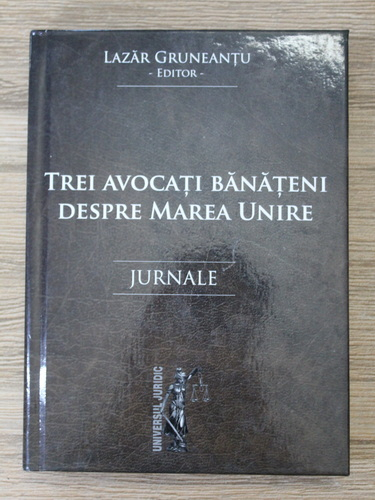 LAZĂR GRUNEANȚU
- EDITOR -
TREI AVOCAȚI BĂNĂȚENI
DESPRE MAREA UNIRE
JURNALE
UNIVERSUL JURIDIC